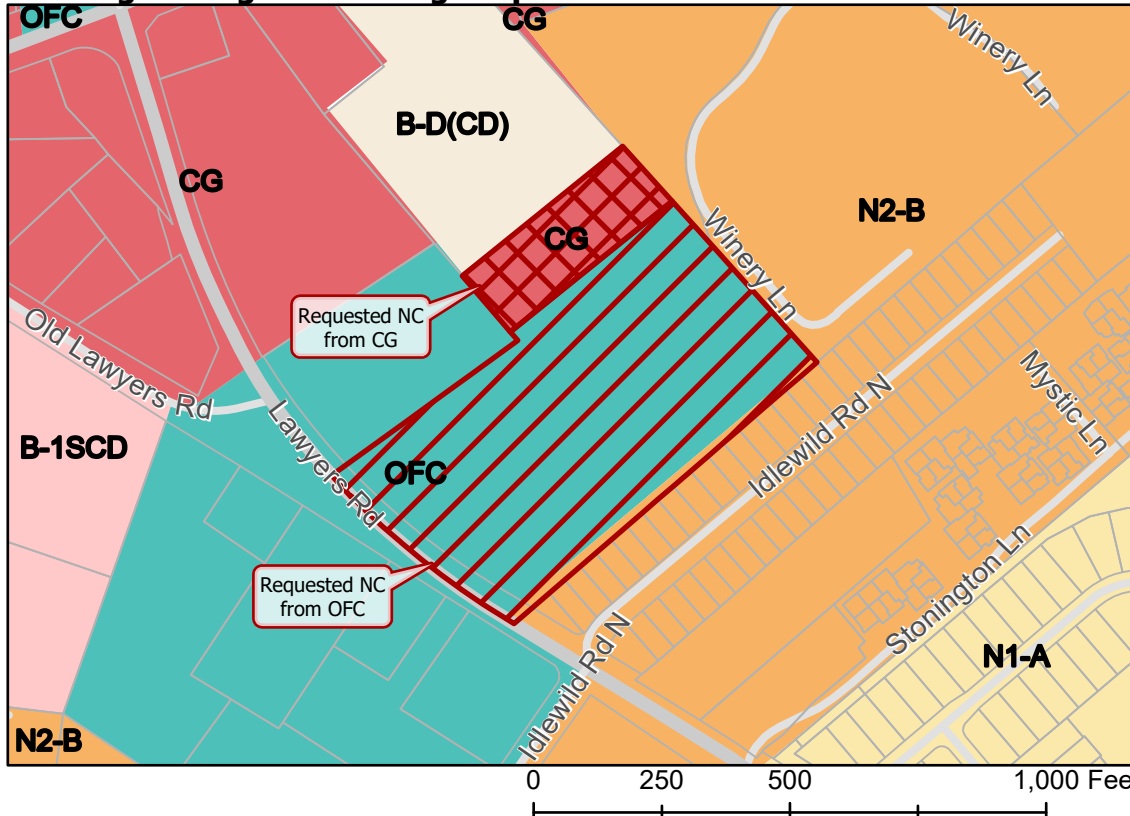 OFC
CG
Winery Ln
B-D(CD)
CG
N2-B
Winery Ln
CG
Requested NC
from CG
Old Lawyers Rd
Mystic Ln
Idlewild Rd N
B-1SCD
Lawyers Rd
OFC
Requested NC
from OFC
Stonington Ln
Idlewild Rd N
N1-A
N2-B
0 250 500 1,000 Fee